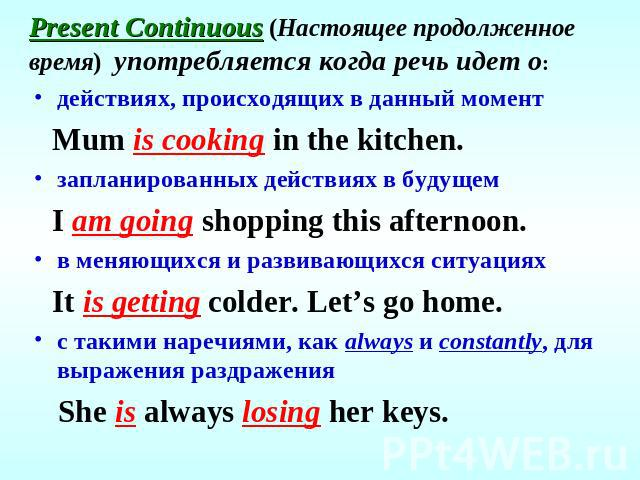 Present Continuous (Настоящее продолженное
время) употребляется когда речь идет о:
• действиях, происходящих в данный момент
Mum is cooking in the kitchen.
• запланированных действиях в будущем
I am going shopping this afternoon.
• в меняющихся и развивающихся ситуациях
It is getting colder. Let’s go home.
• с такими наречиями, как always и constantly, для
выражения раздражения
She is always losing her keys.
PPt4WEB.ru